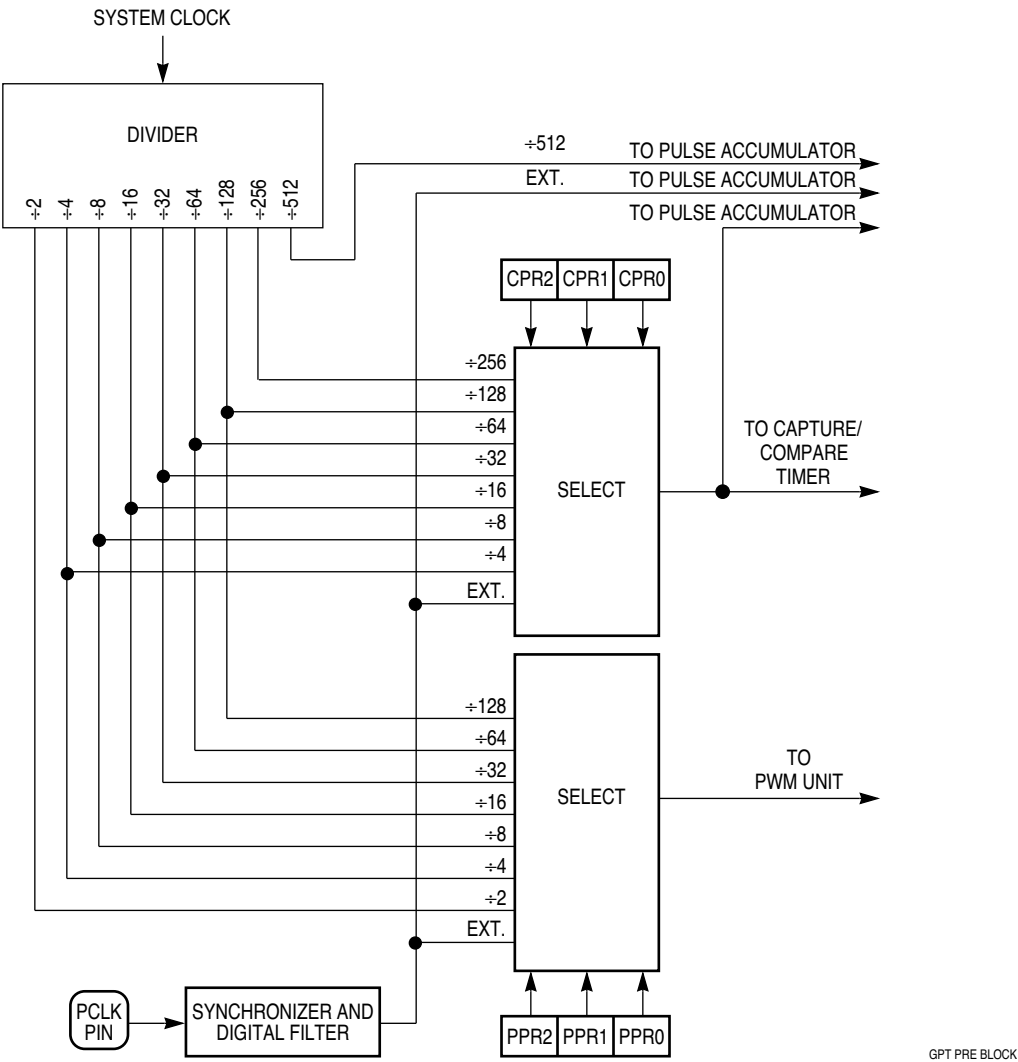 SYSTEM CLOCK
DIVIDER
÷2
÷4
÷8
÷16
÷32
÷64
÷128
÷256
÷512
÷512
TO PULSE ACCUMULATOR
EXT.
TO PULSE ACCUMULATOR
TO PULSE ACCUMULATOR
CPR2 CPR1 CPR0
÷256
÷128
÷64
÷32
÷16
÷8
÷4
EXT.
SELECT
TO CAPTURE/
COMPARE
TIMER
÷128
÷64
÷32
÷16
÷8
÷4
÷2
EXT.
SELECT
TO
PWM UNIT
PCLK
PIN
SYNCHRONIZER AND
DIGITAL FILTER
PPR2 PPR1 PPR0
GPT PRE BLOCK